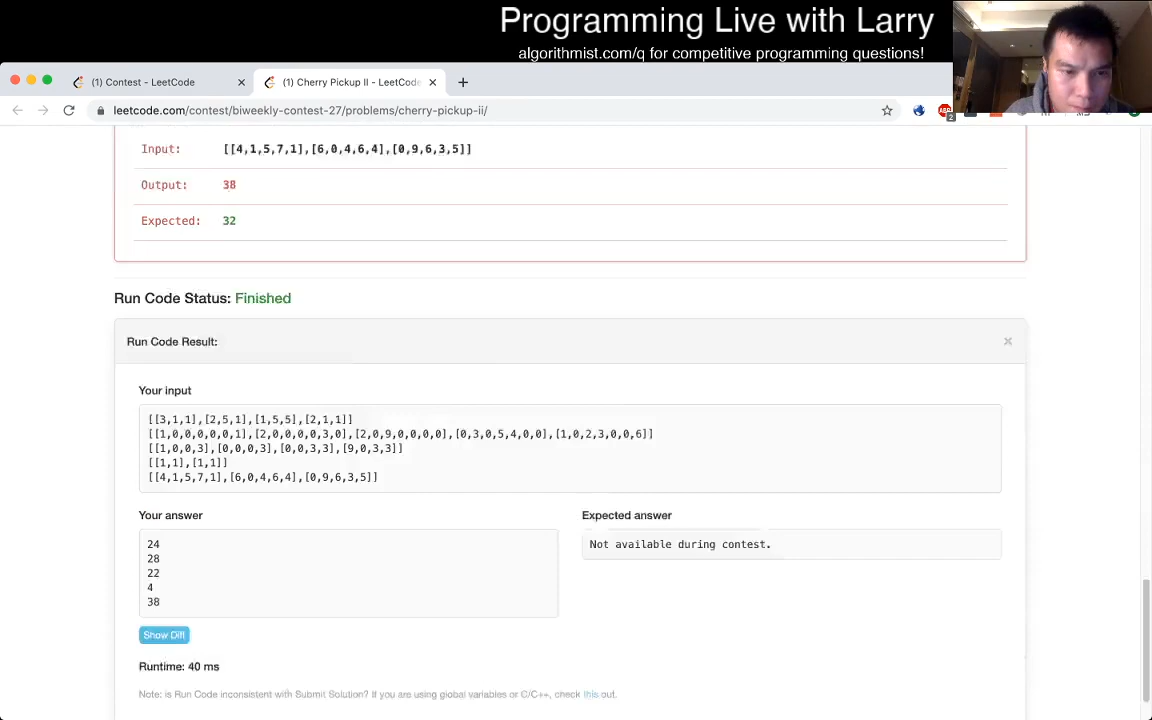 Programming Live with Larry
algorithmist.com/q for competitive programming questions!
(1) Contest - LeetCode
(1) Cherry Pickup II - LeetCode
leetcode.com/contest/biweekly-contest-27/problems/cherry-pickup-ii/
Input: [[4,1,5,7,1],[6,0,4,6,4],[0,9,6,3,5]]
Output: 38
Expected: 32
Run Code Status: Finished
Run Code Result:
Your input
[[3,1,1],[2,5,1],[1,5,5],[2,1,1]]
[[1,0,0,0,0,0,1],[2,0,0,0,0,3,0],[2,0,9,0,0,0,0],[0,3,0,5,4,0,0],[1,0,2,3,0,0,6]]
[[1,0,0,3],[0,0,0,3],[0,0,3,3],[9,0,3,3]]
[[1,1],[1,1]]
[[4,1,5,7,1],[6,0,4,6,4],[0,9,6,3,5]]
Your answer
24
28
22
4
38
Expected answer
Not available during contest.
Show Diff
Runtime: 40 ms
Note: is Run Code inconsistent with Submit Solution? If you are using global variables or C/C++, check this out.